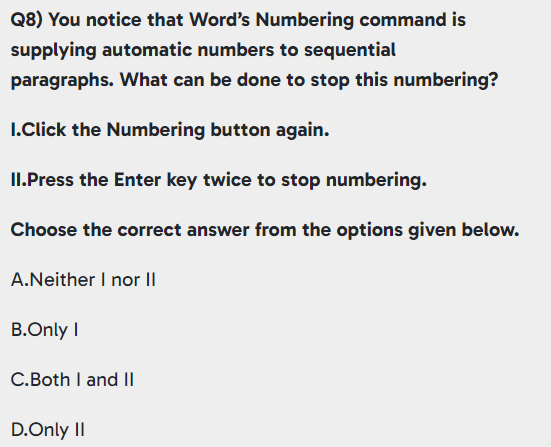 Q8) You notice that Word’s Numbering command is
supplying automatic numbers to sequential
paragraphs. What can be done to stop this numbering?
I.Click the Numbering button again.
II.Press the Enter key twice to stop numbering.
Choose the correct answer from the options given below.
A.Neither I nor II
B.Only I
C.Both I and II
D.Only II